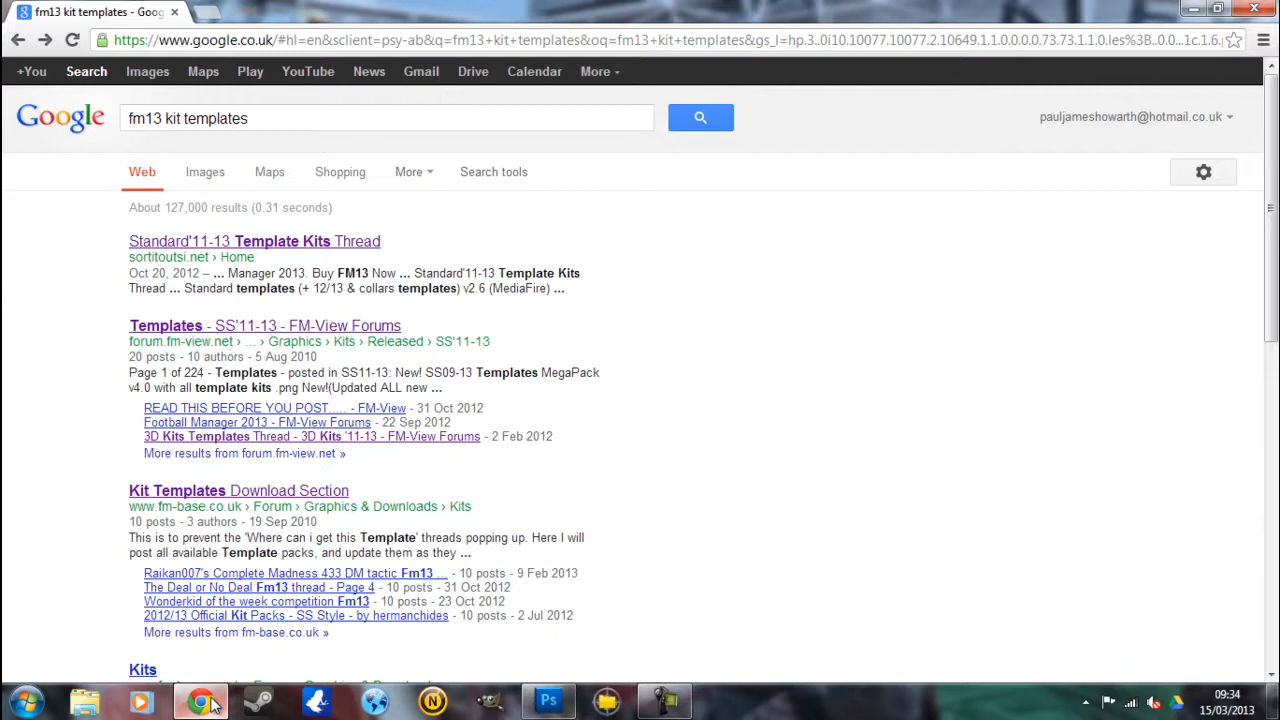 fm13 kit templates - Goog
https://www.google.co.uk/#hl=en&sclient=psy-ab&q=fm13+kit+templates&oq=fm13+kit+templates&gs_l=hp.3..0i10.10077.10077.2.10649.1.1.0.0.0.0.73.73.1.1.0.les%3B..0.0...1c.1.6.
+You Search Images Maps Play YouTube News Gmail Drive Calendar More
Google fm13 kit templates pauljameshowarth@hotmail.co.uk
Web Images Maps Shopping More Search tools
About 127,000 results (0.31 seconds)
Standard'11-13 Template Kits Thread
sortitoutsi.net › Home
Oct 20, 2012 – ... Manager 2013. Buy FM13 Now ... Standard'11-13 Template Kits
Thread ... Standard templates (+ 12/13 & collars templates) v2.6 (MediaFire) ...
Templates - SS'11-13 - FM-View Forums
forum.fm-view.net › ... › Graphics › Kits › Released › SS'11-13
20 posts - 10 authors - 5 Aug 2010
Page 1 of 224 - Templates - posted in SS11-13: New! SS09-13 Templates MegaPack
v4.0 with all template kits .png New!(Updated ALL new ...
READ THIS BEFORE YOU POST..... - FM-View - 31 Oct 2012
Football Manager 2013 - FM-View Forums - 22 Sep 2012
3D Kits Templates Thread - 3D Kits '11-13 - FM-View Forums - 2 Feb 2012
More results from forum.fm-view.net »
Kit Templates Download Section
www.fm-base.co.uk › Forum › Graphics & Downloads › Kits
10 posts - 3 authors - 19 Sep 2010
This is to prevent the 'Where can i get this Template' threads popping up. Here I will
post all available Template packs, and update them as they ...
Raikan007's Complete Madness 433 DM tactic Fm13 ... - 10 posts - 9 Feb 2013
The Deal or No Deal Fm13 thread - Page 4 - 10 posts - 31 Oct 2012
Wonderkid of the week competition Fm13 - 10 posts - 23 Oct 2012
2012/13 Official Kit Packs - SS Style - by hermanchides - 10 posts - 2 Jul 2012
More results from fm-base.co.uk »
Kits
Ps
09:34
15/03/2013